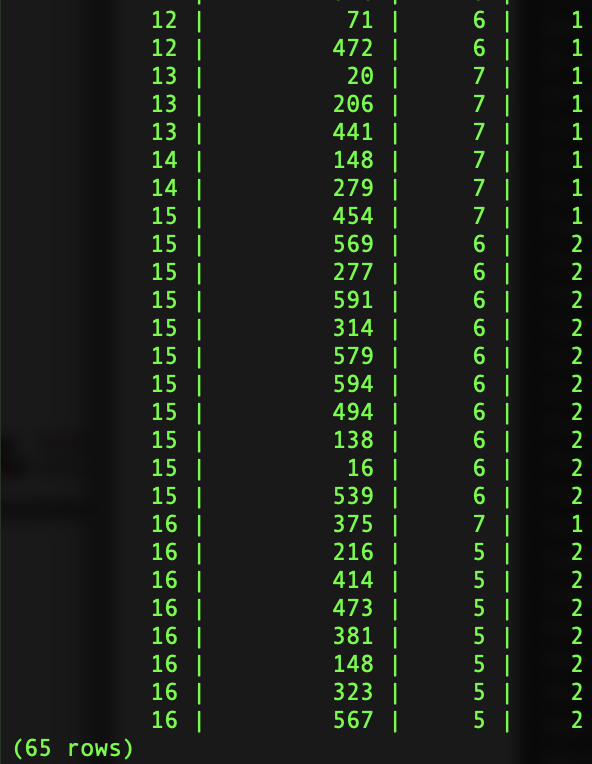 12 | 71 | 6 | 1
12 | 472 | 6 | 1
13 | 20 | 7 | 1
13 | 206 | 7 | 1
13 | 441 | 7 | 1
14 | 148 | 7 | 1
14 | 279 | 7 | 1
15 | 454 | 7 | 1
15 | 569 | 6 | 2
15 | 277 | 6 | 2
15 | 591 | 6 | 2
15 | 314 | 6 | 2
15 | 579 | 6 | 2
15 | 594 | 6 | 2
15 | 494 | 6 | 2
15 | 138 | 6 | 2
15 | 16 | 6 | 2
15 | 539 | 6 | 2
16 | 375 | 7 | 1
16 | 216 | 5 | 2
16 | 414 | 5 | 2
16 | 473 | 5 | 2
16 | 381 | 5 | 2
16 | 148 | 5 | 2
16 | 323 | 5 | 2
16 | 567 | 5 | 2
(65 rows)